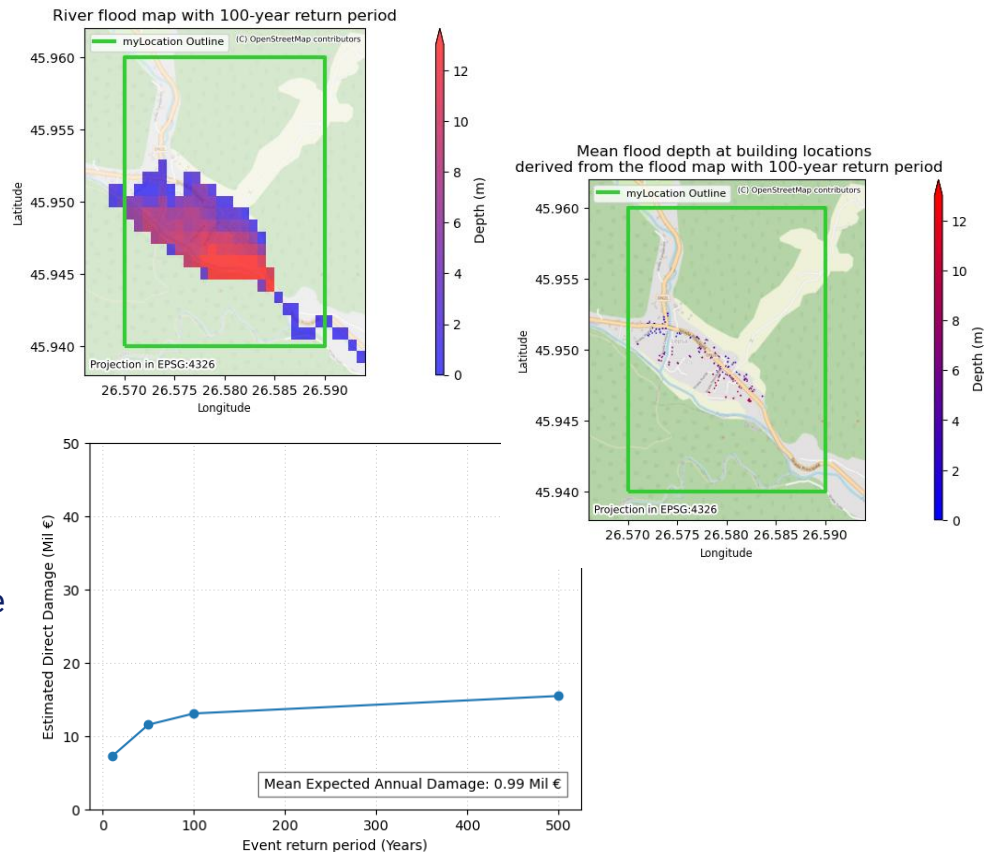 River flood map with 100-year return period
myLocation Outline
(C) OpenStreetMap contributors
45.960
45.955
45.950
45.945
45.940
Latitude
Projection in EPSG:4326
26.570 26.575 26.580 26.585 26.590
Longitude
12
10
8
6
4
2
0
Depth (m)
Mean flood depth at building locations
derived from the flood map with 100-year return period
myLocation Outline
(C) OpenStreetMap contributors
45.960
45.955
45.950
45.945
45.940
Latitude
Projection in EPSG:4326
26.570 26.575 26.580 26.585 26.590
Longitude
12
10
8
6
4
2
0
Depth (m)
e
50
40
30
20
10
0
Estimated Direct Damage (Mil €)
Mean Expected Annual Damage: 0.99 Mil €
0 100 200 300 400 500
Event return period (Years)